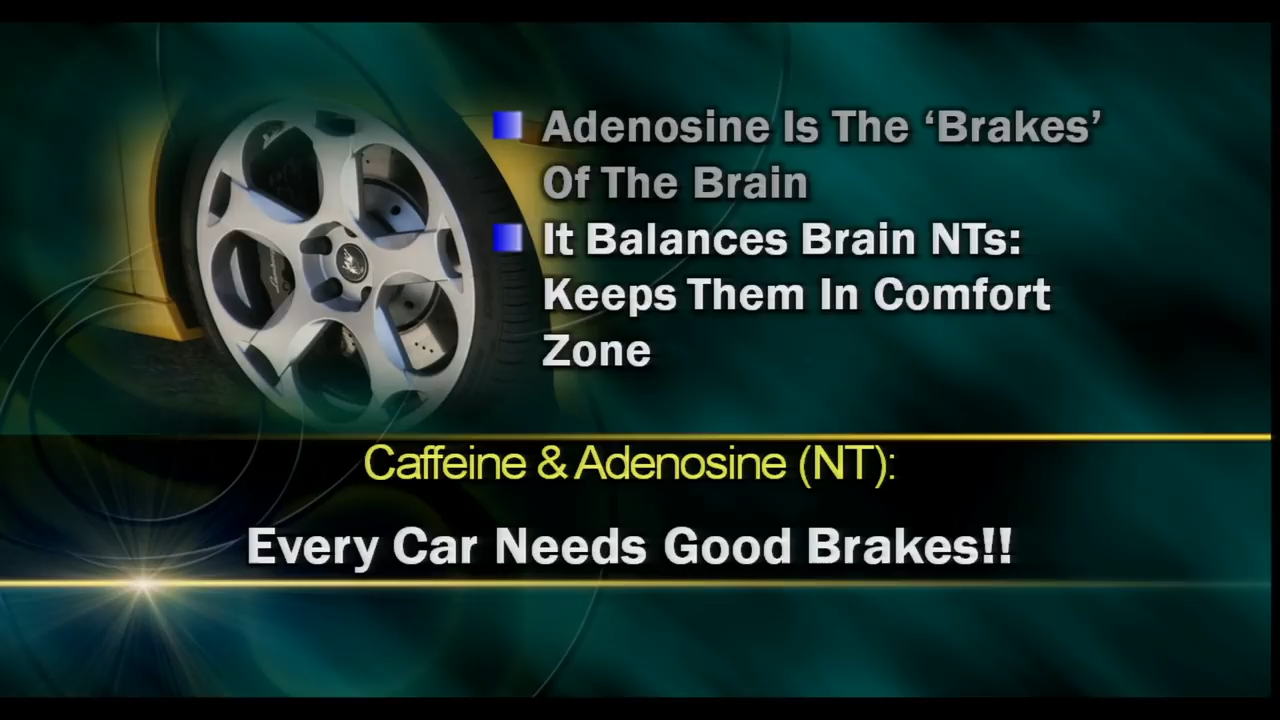 Adenosine Is The ‘Brakes’
Of The Brain
It Balances Brain NTs:
Keeps Them In Comfort
Zone
Caffeine & Adenosine (NT):
Every Car Needs Good Brakes!!